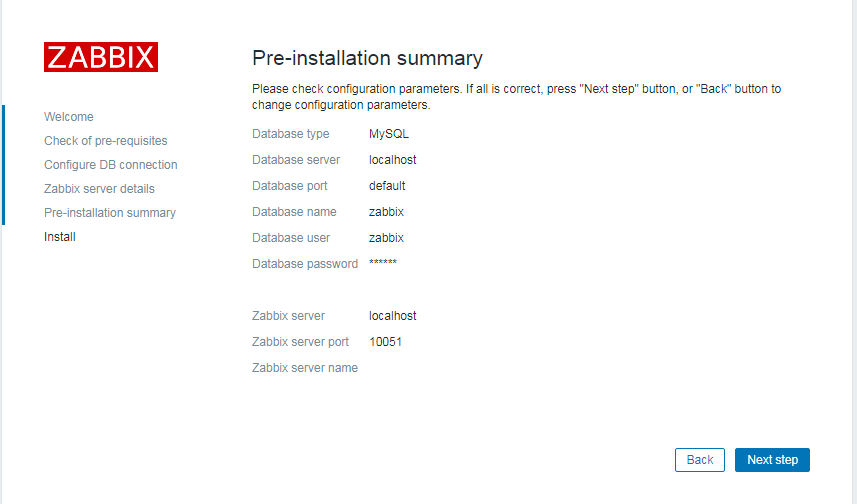 ZABBIX
Welcome
Check of pre-requisites
Configure DB connection
Zabbix server details
Pre-installation summary
Install
Pre-installation summary
Please check configuration parameters. If all is correct, press "Next step" button, or "Back" button to
change configuration parameters.
Database type MySQL
Database server localhost
Database port default
Database name zabbix
Database user zabbix
Database password ******
Zabbix server localhost
Zabbix server port 10051
Zabbix server name
Back Next step